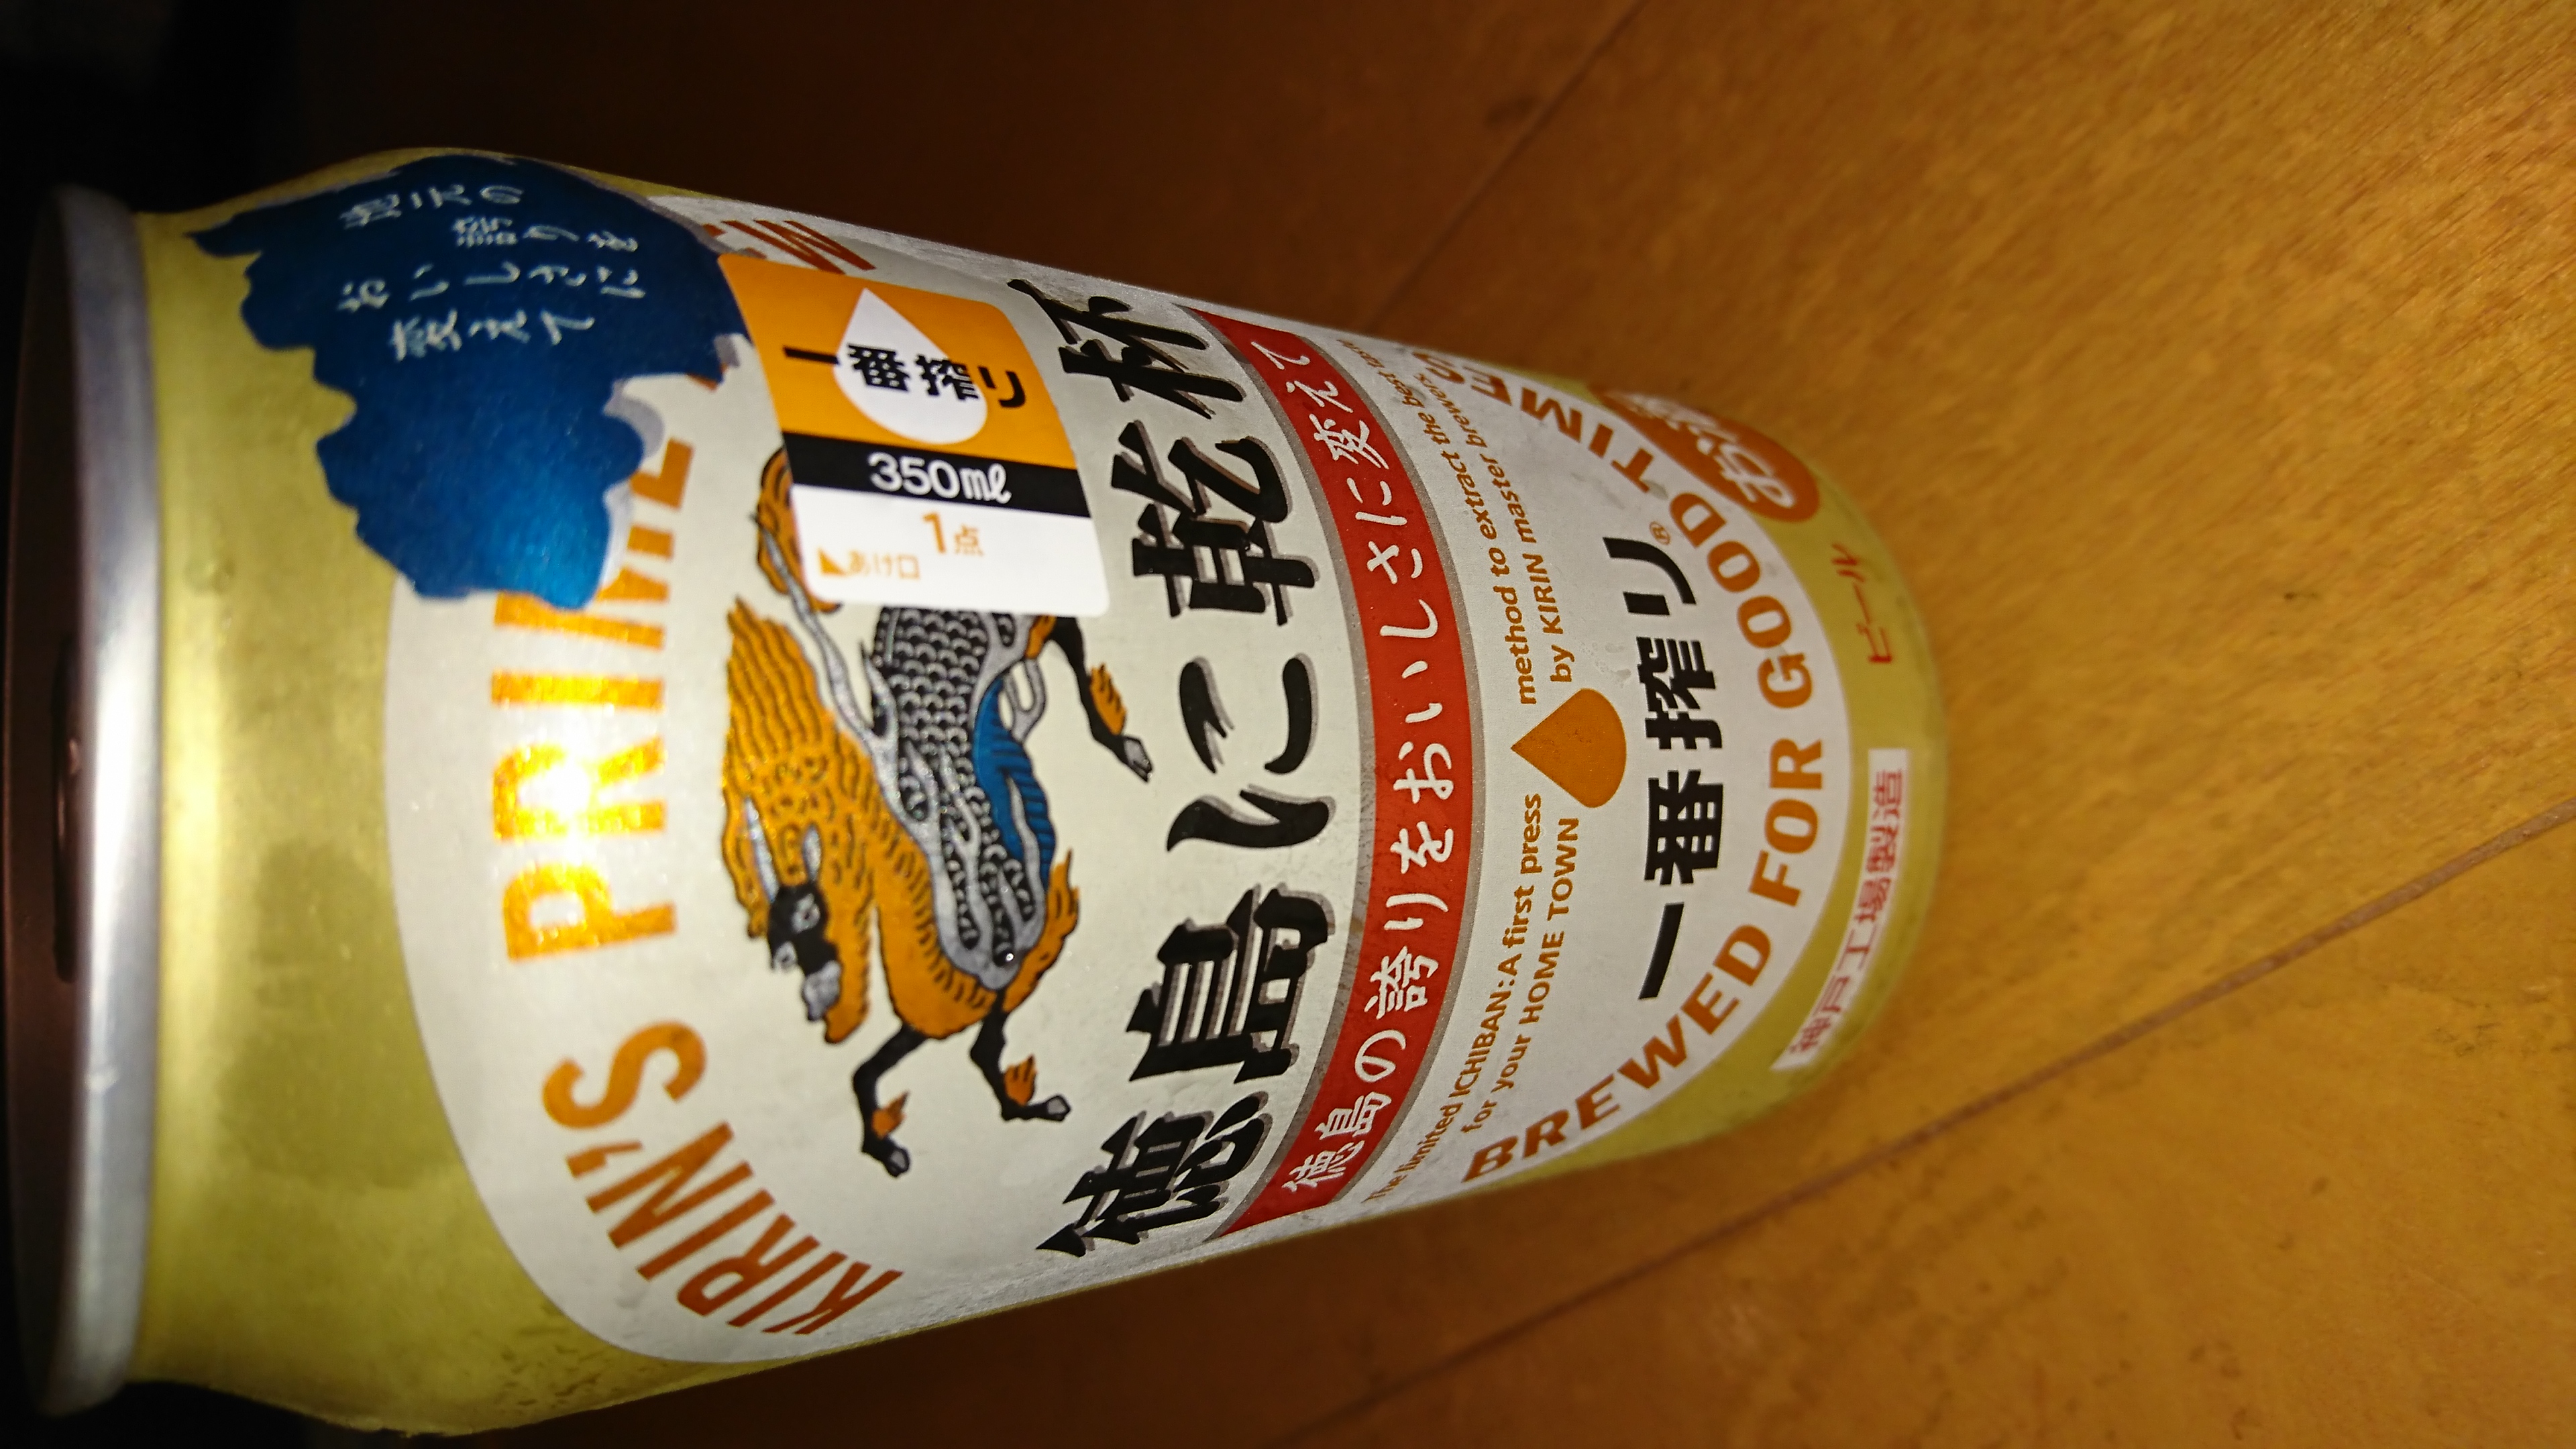 地元の
誇りを
おいしさに
変えて
KIRIN'S PRIME
一番搾り
350㎖
1点
あけ口
徳島に乾杯
徳島の誇りをおいしさに変えて
The limited ICHIBAN: A first press method to extract the best
for your HOME TOWN by KIRIN master brewers
一番搾り®
BREWED FOR GOOD TIMES
ビール
神戸工場製造